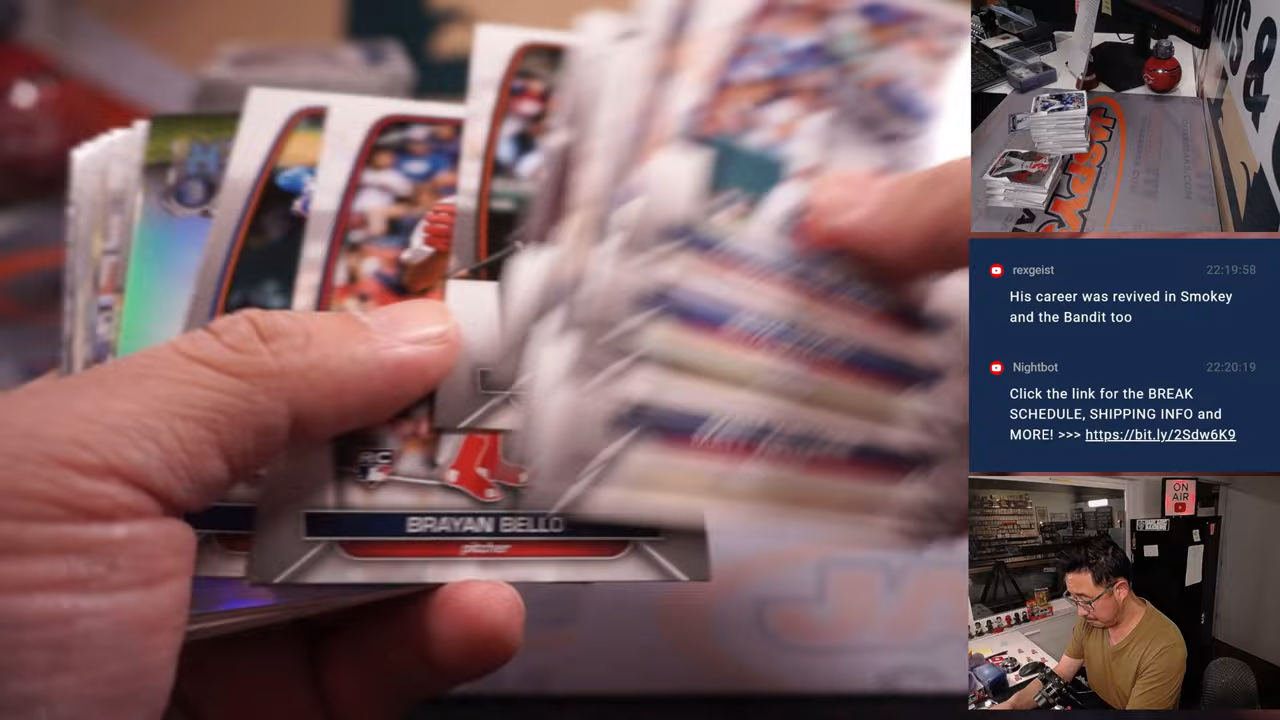 RC
BRAYAN BELLO
pitcher
rexgeist
22:19:58
His career was revived in Smokey
and the Bandit too
Nightbot
22:20:19
Click the link for the BREAK
SCHEDULE, SHIPPING INFO and
MORE! >>> https://bit.ly/2Sdw6K9
ON
AIR